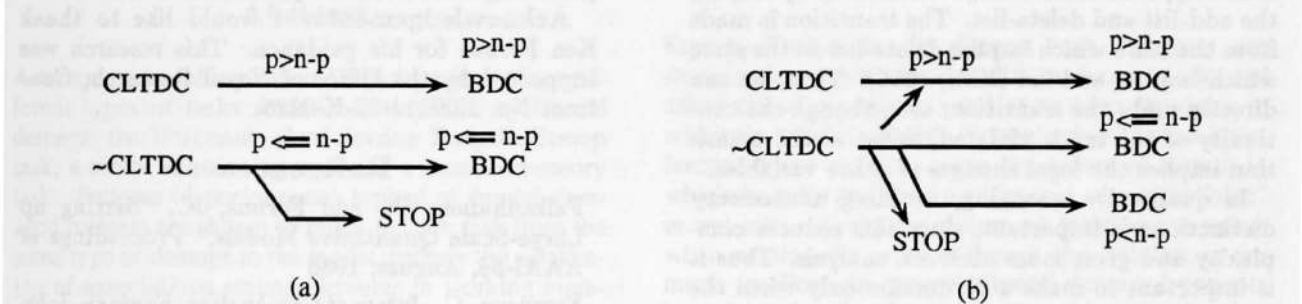 p>n-p
p>n-p
CLTDC
BDC
p <= n-p
p <= n-p
¬CLTDC
BDC
STOP
(a)
p>n-p
p>n-p
CLTDC
BDC
p <= n-p
¬CLTDC
BDC
BDC
STOP
p<n-p
(b)